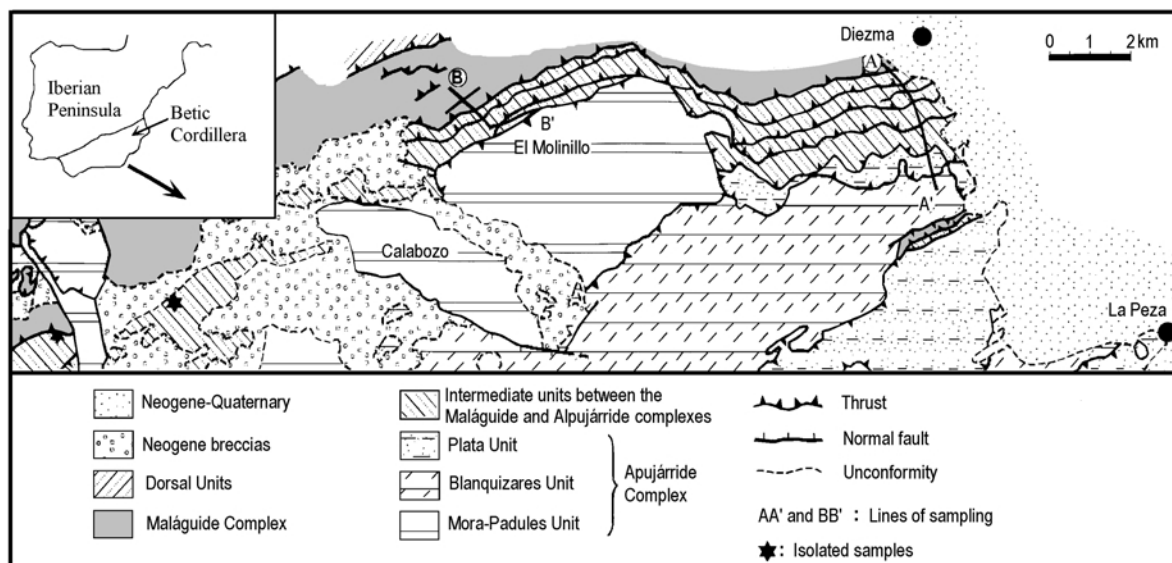 Iberian
Peninsula
Betic
Cordillera
B
B'
El Molinillo
Calabozo
Diezma
A
A'
0 1 2 km
La Peza
Neogene-Quaternary
Neogene breccias
Dorsal Units
Maláguide Complex
Intermediate units between the
Maláguide and Alpujárride complexes
Plata Unit
Blanquizares Unit
Mora-Padules Unit
Apujárride
Complex
Thrust
Normal fault
Unconformity
AA' and BB' : Lines of sampling
: Isolated samples